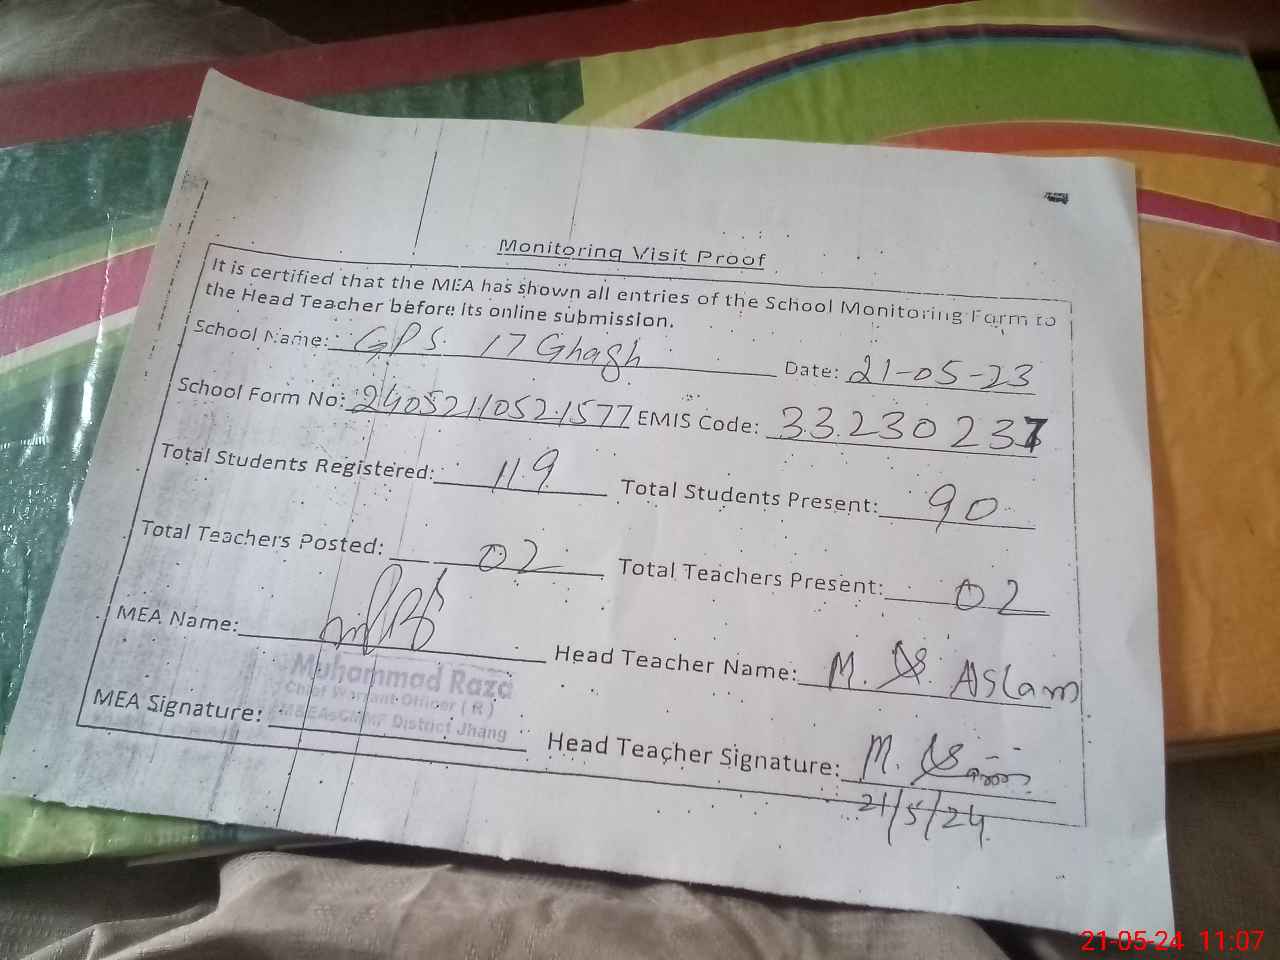 Monitoring Visit Proof
It is certified that the MEA has shown all entries of the School Monitoring Form to
the Head Teacher before its online submission.
School Name: GPS 17 Ghagh Date: 21-05-23
School Form No: 24052110521577 EMIS Code: 33230237
Total Students Registered: 119 Total Students Present: 90
Total Teachers Posted: 02 Total Teachers Present: 02
MEA Name: Head Teacher Name: M. Aslam
Muhammad Raza
Chief Warrant Officer (R)
District Jhang
MEA Signature: Head Teacher Signature: M.
21/5/24
21-05-24 11:07